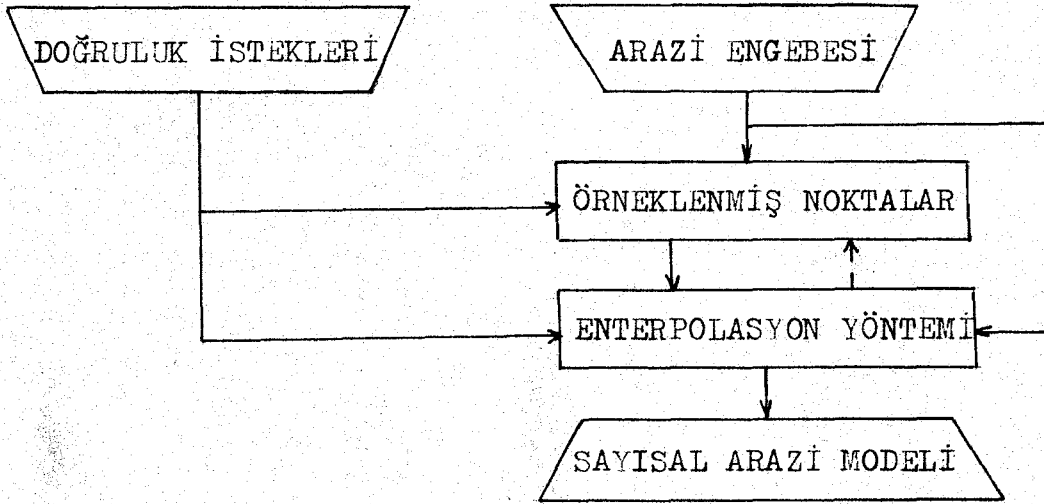 DOĞRULUK İSTEKLERİ
ARAZİ ENGEBESİ
ÖRNEKLENMİŞ NOKTALAR
ENTERPOLASYON YÖNTEMİ
SAYISAL ARAZİ MODELİ